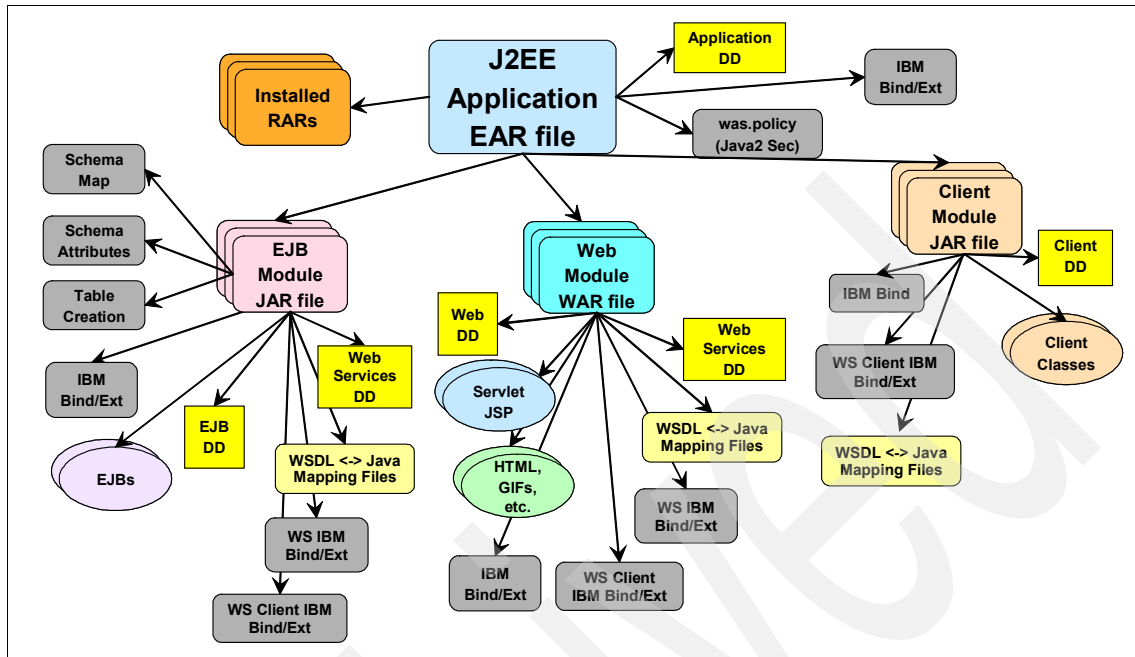 J2EE
Application
EAR file
Application
DD
IBM
Bind/Ext
Installed
RARs
was.policy
(Java2 Sec)
Schema
Map
Schema
Attributes
Table
Creation
IBM
Bind/Ext
EJB
Module
JAR file
Web
Module
WAR file
Client
Module
JAR file
Client
DD
IBM Bind
WS Client IBM
Bind/Ext
Client
Classes
WSDL <-> Java
Mapping Files
Web
Services
DD
EJB
DD
EJBs
WSDL <-> Java
Mapping Files
WS IBM
Bind/Ext
WS Client IBM
Bind/Ext
Web
DD
Servlet
JSP
HTML,
GIFs,
etc.
IBM
Bind/Ext
Web
Services
DD
WSDL <-> Java
Mapping Files
WS IBM
Bind/Ext
WS Client
IBM Bind/Ext